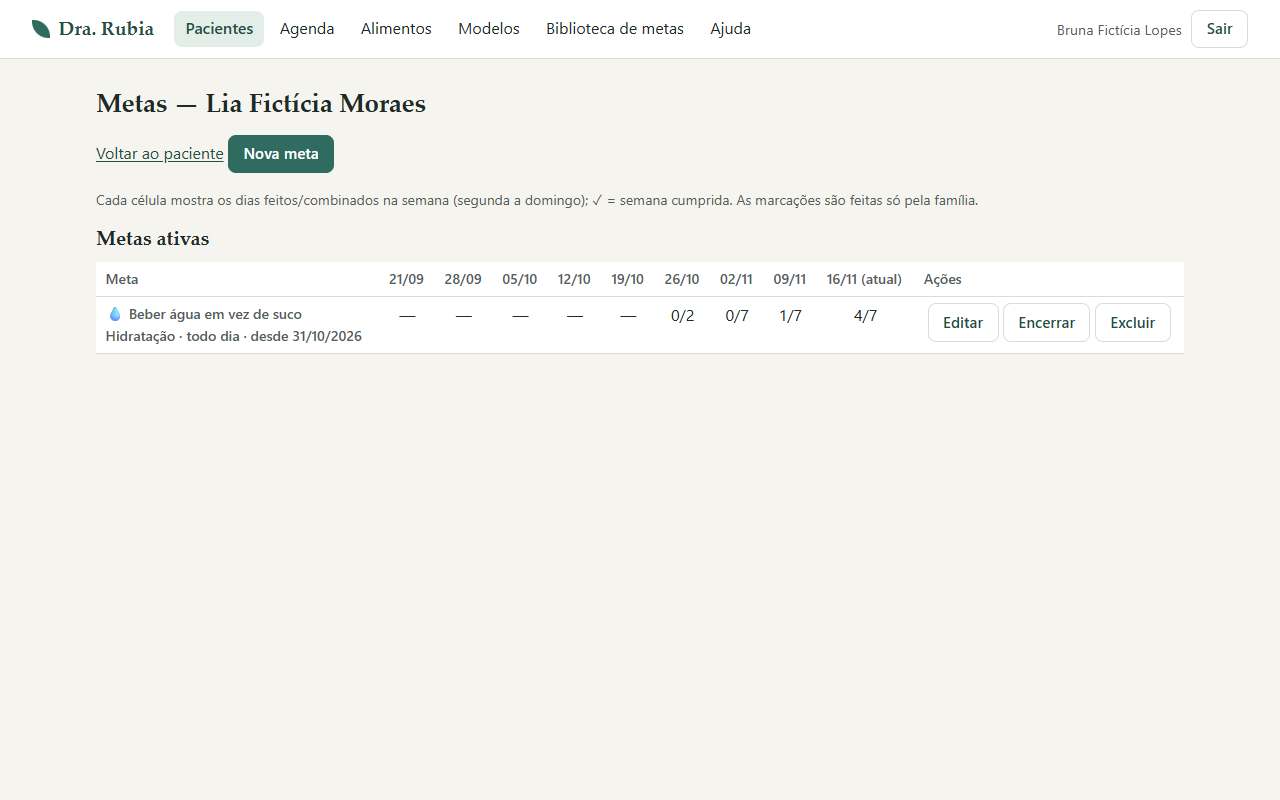 Dra. Rubia Pacientes Agenda Alimentos Modelos Biblioteca de metas Ajuda Bruna Fictícia Lopes Sair
Metas — Lia Fictícia Moraes
Voltar ao paciente Nova meta
Cada célula mostra os dias feitos/combinados na semana (segunda a domingo); ✓ = semana cumprida. As marcações são feitas só pela família.
Metas ativas
Meta 21/09 28/09 05/10 12/10 19/10 26/10 02/11 09/11 16/11 (atual) Ações
💧 Beber água em vez de suco — — — — — 0/2 0/7 1/7 4/7 Editar Encerrar Excluir
Hidratação · todo dia · desde 31/10/2026